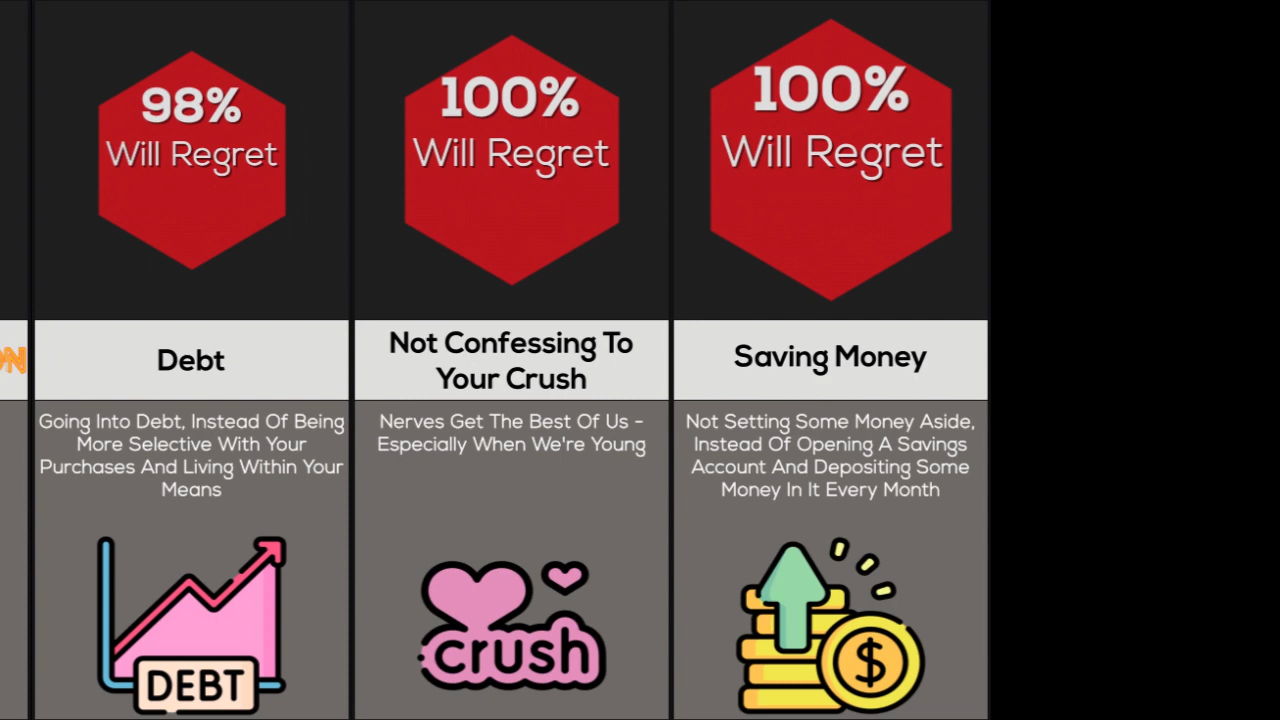 98%
Will Regret
Debt
Going Into Debt, Instead Of Being
More Selective With Your
Purchases And Living Within Your
Means
DEBT
100%
Will Regret
Not Confessing To
Your Crush
Nerves Get The Best Of Us -
Especially When We're Young
crush
100%
Will Regret
Saving Money
Not Setting Some Money Aside,
Instead Of Opening A Savings
Account And Depositing Some
Money In It Every Month
$